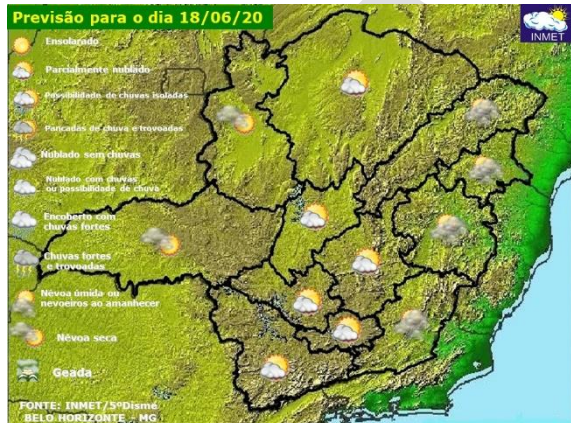 Previsão para o dia 18/06/20
INMET
Ensolarado
Parcialmente nublado
Possibilidade de chuvas isoladas
Pancadas de chuva e trovoadas
Nublado sem chuvas
Nublado com chuvas
ou possibilidade de chuva
Encoberto com
chuvas fortes
Chuvas fortes
e trovoadas
Névoa úmida ou
nevoeiros ao amanhecer
Névoa seca
Geada
FONTE: INMET/5ºDisme
BELO HORIZONTE - MG